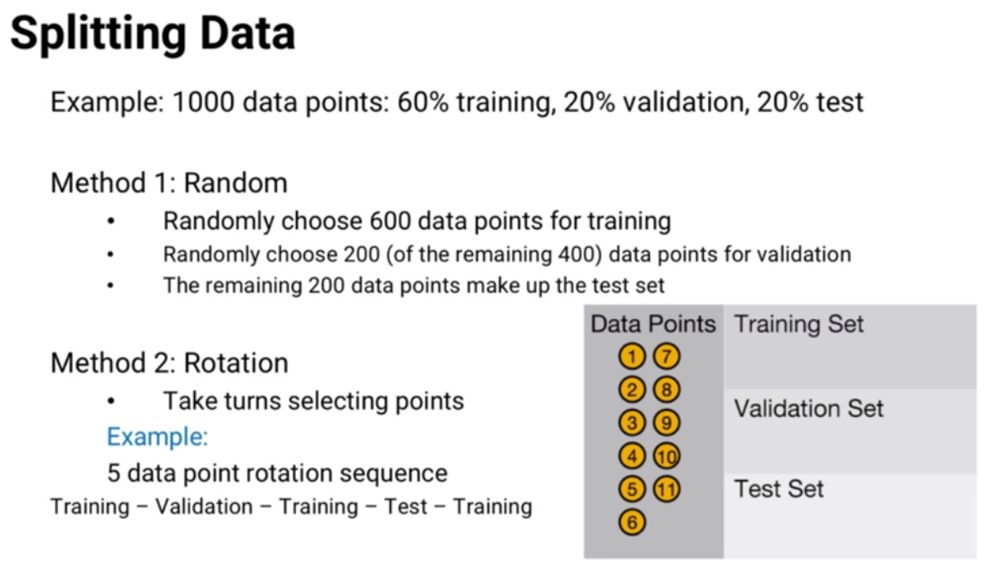 Splitting Data
Example: 1000 data points: 60% training, 20% validation, 20% test
Method 1: Random
• Randomly choose 600 data points for training
• Randomly choose 200 (of the remaining 400) data points for validation
• The remaining 200 data points make up the test set
Method 2: Rotation
• Take turns selecting points
Example:
5 data point rotation sequence
Training – Validation – Training – Test – Training
Data Points
1 7
2 8
3 9
4 10
5 11
6
Training Set
Validation Set
Test Set